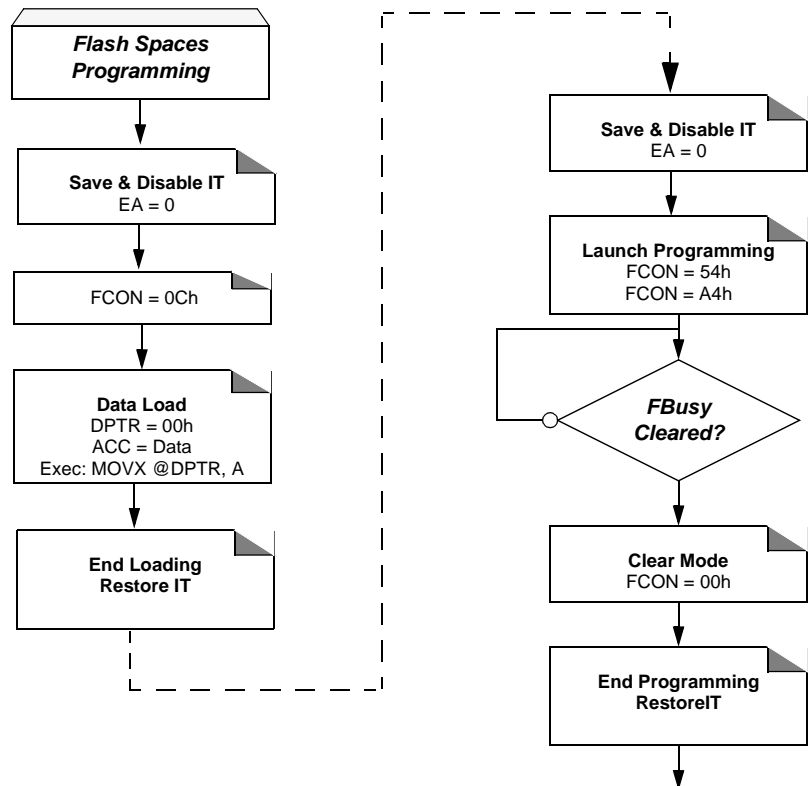 Flash Spaces
Programming
Save & Disable IT
EA = 0
FCON = 0Ch
Data Load
DPTR = 00h
ACC = Data
Exec: MOVX @DPTR, A
End Loading
Restore IT
Save & Disable IT
EA = 0
Launch Programming
FCON = 54h
FCON = A4h
FBusy
Cleared?
Clear Mode
FCON = 00h
End Programming
RestoreIT